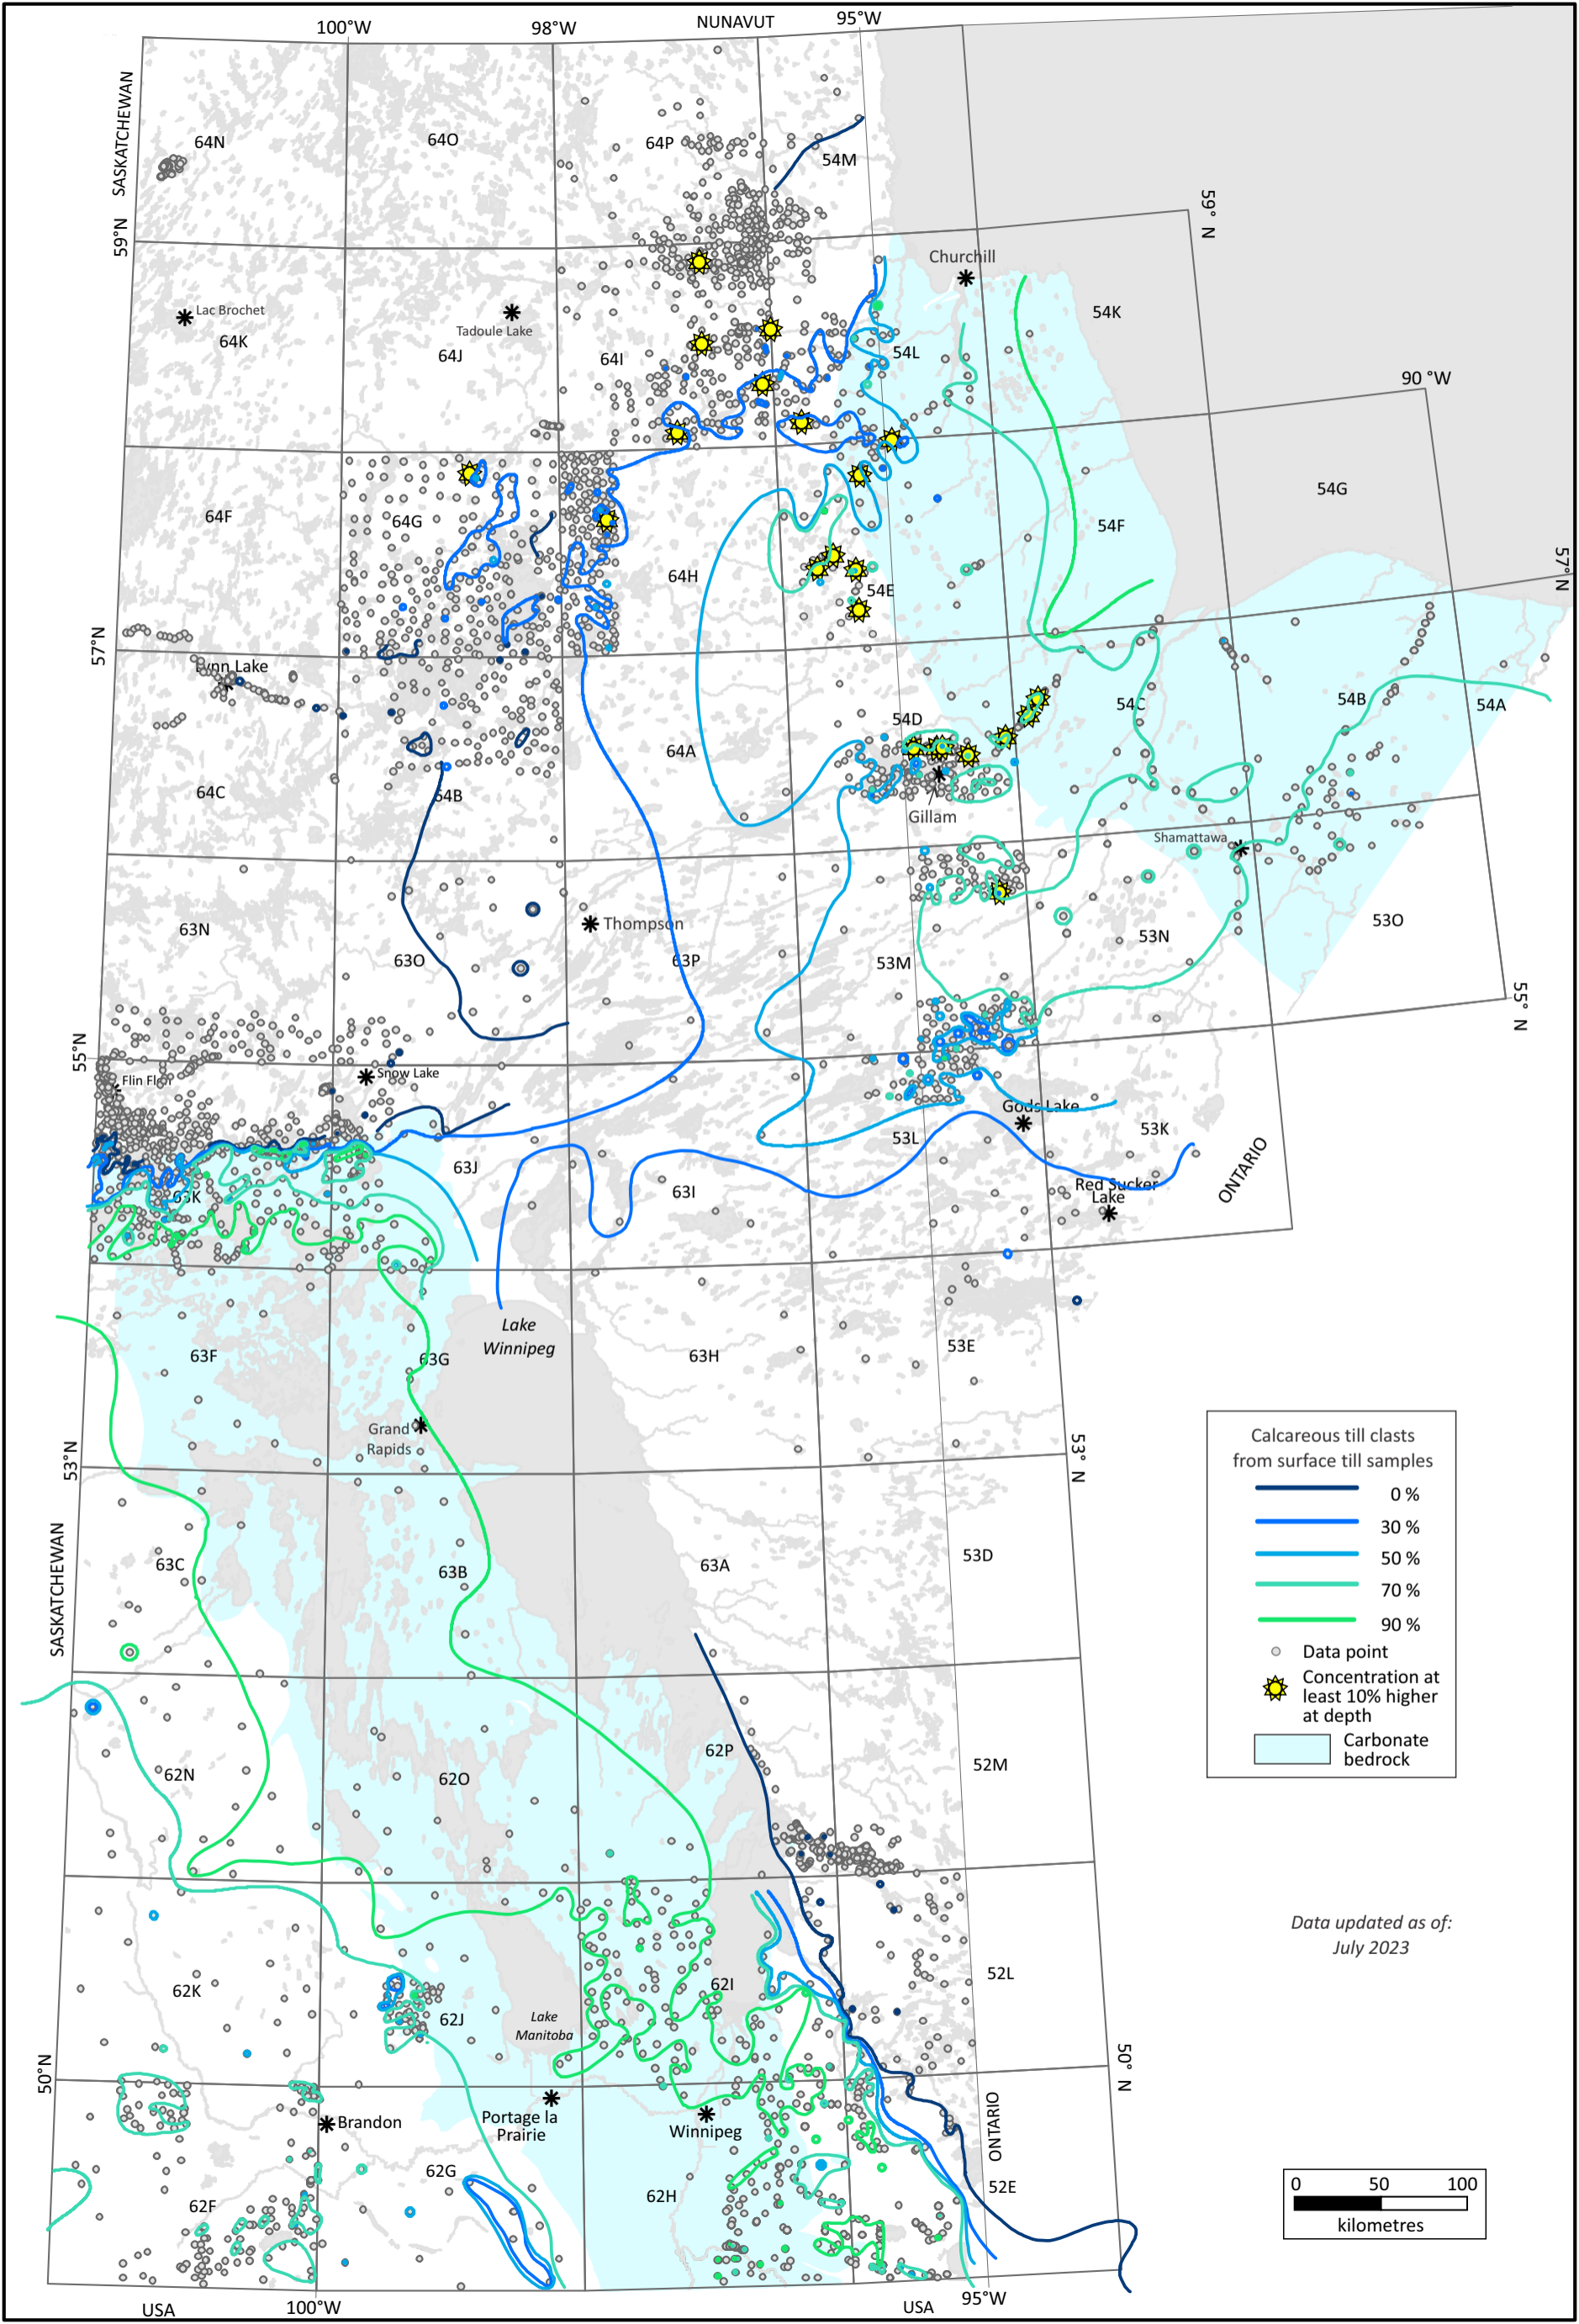 100°W
98°W
NUNAVUT
95°W
SASKATCHEWAN
64N
64O
64P
54M
59°N
59° N
Churchill
Lac Brochet
64K
Tadoule Lake
64J
64I
54L
54K
90 °W
64F
64G
64H
54E
54F
54G
57°N
57°N
Lynn Lake
64C
64B
64A
54D
54C
54B
54A
Gillam
Shamattawa
63N
63O
Thompson
63P
53M
53N
53O
55°N
55° N
Flin Flon
Snow Lake
Gods Lake
63K
63J
63I
53L
53K
Red Sucker
Lake
ONTARIO
Lake
Winnipeg
63F
63G
63H
53E
Grand
Rapids
53°N
53° N
SASKATCHEWAN
63C
63B
63A
53D
62N
62O
62P
52M
62K
62J
Lake
Manitoba
62I
52L
50°N
50° N
Brandon
Portage la
Prairie
Winnipeg
ONTARIO
62F
62G
62H
52E
USA
100°W
USA
95°W
Calcareous till clasts
from surface till samples
0 %
30 %
50 %
70 %
90 %
Data point
Concentration at
least 10% higher
at depth
Carbonate
bedrock
Data updated as of:
July 2023
0 50 100
kilometres